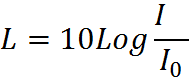 L = 10Log I/I₀